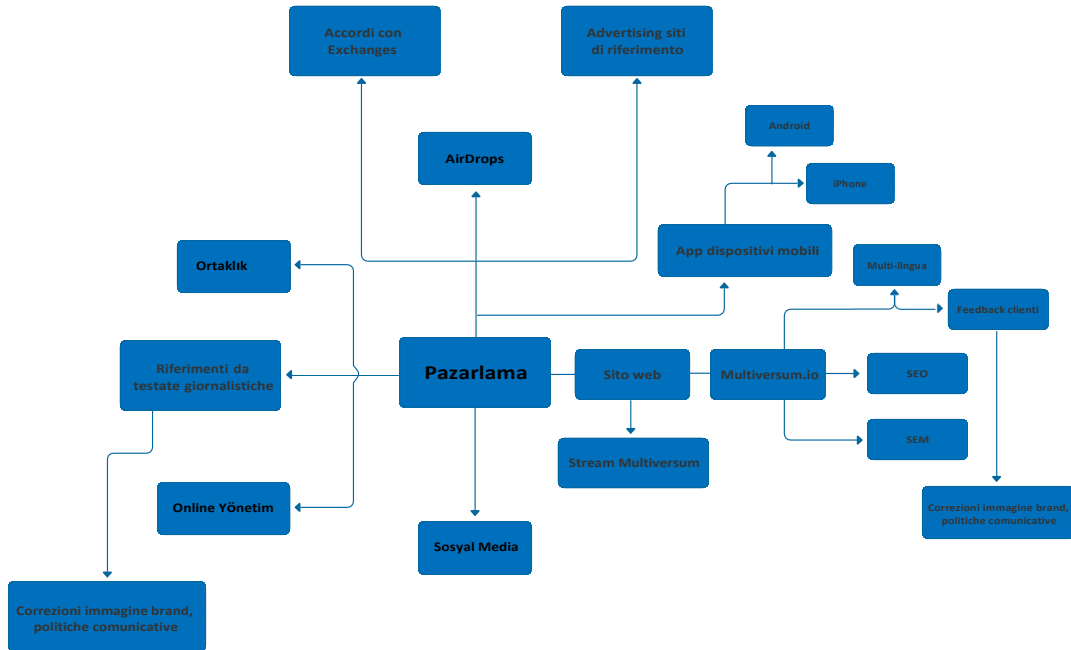 Accordi con
Exchanges
Advertising siti
di riferimento
Android
AirDrops
iPhone
App dispositivi mobili
Ortaklık
Multi-lingua
Feedback clienti
Riferimenti da
testate giornalistiche
Pazarlama
Sito web
Multiversum.io
SEO
SEM
Stream Multiversum
Online Yönetim
Correzioni immagine brand,
politiche comunicative
Sosyal Media
Correzioni immagine brand,
politiche comunicative